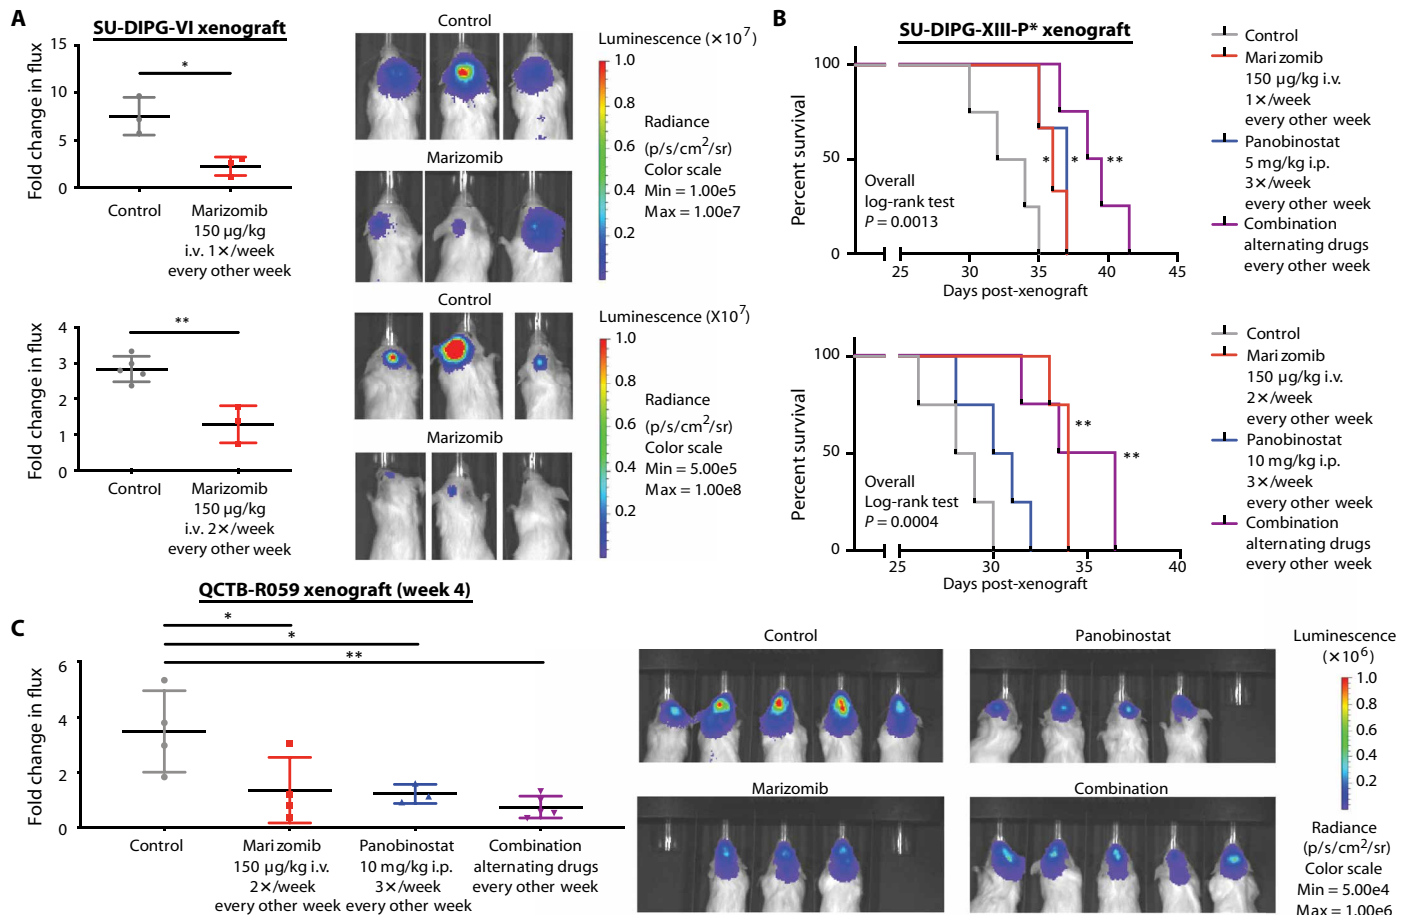 A
SU-DIPG-VI xenograft
Fold change in flux
15
10
5
0
*
Control
Marizomib
150 µg/kg
i.v. 1×/week
every other week
Control
Marizomib
Luminescence (×10⁷)
1.0
0.8
0.6
0.4
0.2
Radiance
(p/s/cm²/sr)
Color scale
Min = 1.00e5
Max = 1.00e7
Fold change in flux
4
3
2
1
0
**
Control
Marizomib
150 µg/kg
i.v. 2×/week
every other week
Control
Marizomib
Luminescence (X10⁷)
1.0
0.8
0.6
0.4
0.2
Radiance
(p/s/cm²/sr)
Color scale
Min = 5.00e5
Max = 1.00e8
B
SU-DIPG-XIII-P* xenograft
Percent survival
100
50
0
* * **
Overall
log-rank test
P = 0.0013
25 30 35 40 45
Days post-xenograft
Control
Marizomib
150 µg/kg i.v.
1×/week
every other week
Panobinostat
5 mg/kg i.p.
3×/week
every other week
Combination
alternating drugs
every other week
Percent survival
100
50
0
**
**
Overall
Log-rank test
P = 0.0004
25 30 35 40
Days post-xenograft
Control
Marizomib
150 µg/kg i.v.
2×/week
every other week
Panobinostat
10 mg/kg i.p.
3×/week
every other week
Combination
alternating drugs
every other week
C
QCTB-R059 xenograft (week 4)
*
*
**
Fold change in flux
6
4
2
0
Control
Marizomib
150 µg/kg i.v.
2×/week
every other week
Panobinostat
10 mg/kg i.p.
3×/week
every other week
Combination
alternating drugs
every other week
Control
Panobinostat
Marizomib
Combination
Luminescence
(×10⁶)
1.0
0.8
0.6
0.4
0.2
Radiance
(p/s/cm²/sr)
Color scale
Min = 5.00e4
Max = 1.00e6